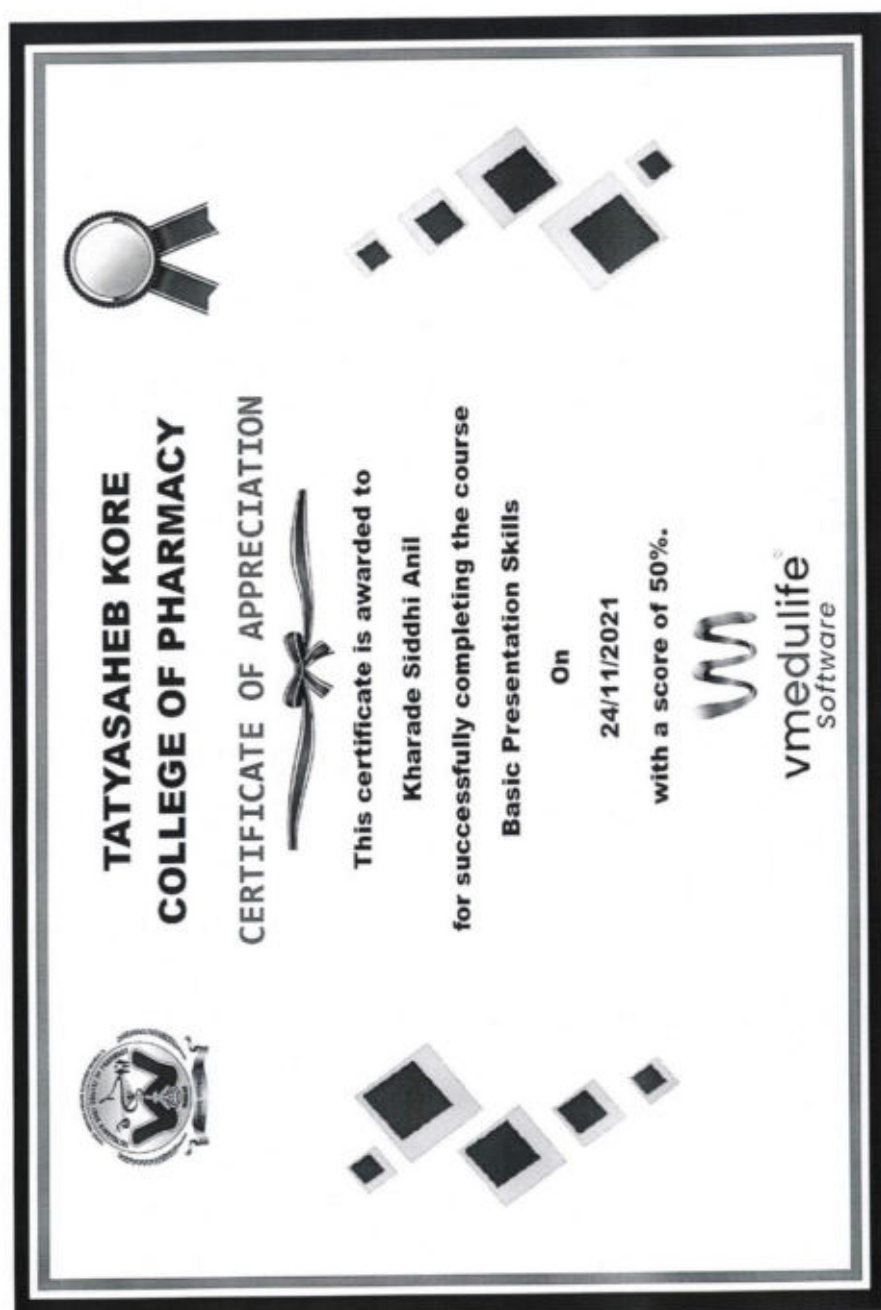 TATYASAHEB KORE
COLLEGE OF PHARMACY
CERTIFICATE OF APPRECIATION
This certificate is awarded to
Kharade Siddhi Anil
for successfully completing the course
Basic Presentation Skills
On
24/11/2021
with a score of 50%.
vmedulife
Software